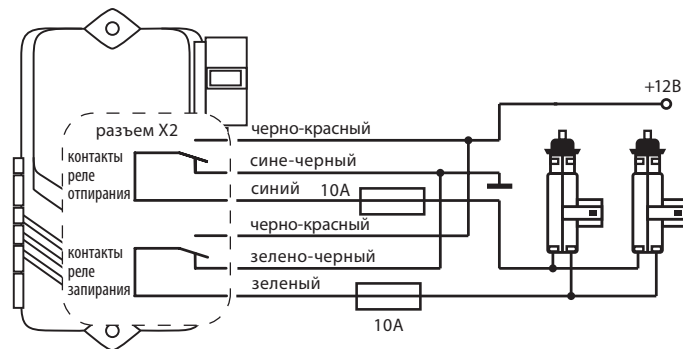 +12В
разъем X2
черно-красный
контакты
реле
отпирания
сине-черный
синий
10А
черно-красный
контакты
реле
запирания
зелено-черный
зеленый
10А